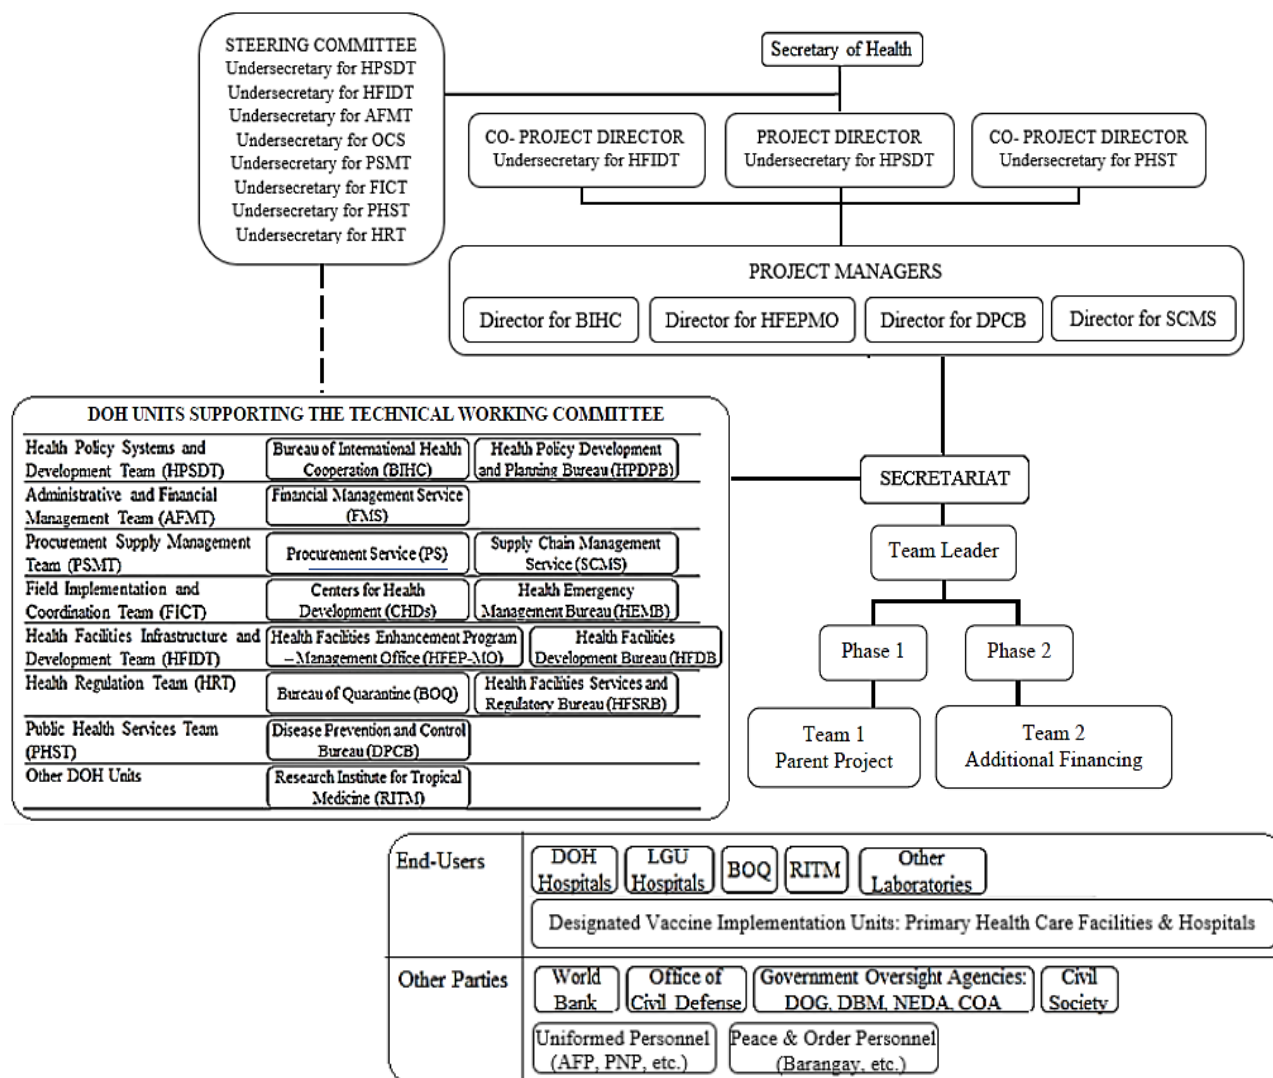 STEERING COMMITTEE
Undersecretary for HPSDT
Undersecretary for HFIDT
Undersecretary for AFMT
Undersecretary for OCS
Undersecretary for PSMT
Undersecretary for FICT
Undersecretary for PHST
Undersecretary for HRT
Secretary of Health
CO- PROJECT DIRECTOR
Undersecretary for HFIDT
PROJECT DIRECTOR
Undersecretary for HPSDT
CO- PROJECT DIRECTOR
Undersecretary for PHST
PROJECT MANAGERS
Director for BIHC
Director for HFEPMO
Director for DPCB
Director for SCMS
DOH UNITS SUPPORTING THE TECHNICAL WORKING COMMITTEE
Health Policy Systems and
Development Team (HPSDT)
Bureau of International Health
Cooperation (BIHC)
Health Policy Development
and Planning Bureau (HPDPB)
Administrative and Financial
Management Team (AFMT)
Financial Management Service
(FMS)
Procurement Supply Management
Team (PSMT)
Procurement Service (PS)
Supply Chain Management
Service (SCMS)
Field Implementation and
Coordination Team (FICT)
Centers for Health
Development (CHDs)
Health Emergency
Management Bureau (HEMB)
Health Facilities Infrastructure and
Development Team (HFIDT)
Health Facilities Enhancement Program
– Management Office (HFEP-MO)
Health Facilities
Development Bureau (HFDB
Health Regulation Team (HRT)
Bureau of Quarantine (BOQ)
Health Facilities Services and
Regulatory Bureau (HFSRB)
Public Health Services Team
(PHST)
Disease Prevention and Control
Bureau (DPCB)
Other DOH Units
Research Institute for Tropical
Medicine (RITM)
SECRETARIAT
Team Leader
Phase 1
Phase 2
Team 1
Parent Project
Team 2
Additional Financing
End-Users
DOH
Hospitals
LGU
Hospitals
BOQ
RITM
Other
Laboratories
Designated Vaccine Implementation Units: Primary Health Care Facilities & Hospitals
Other Parties
World
Bank
Office of
Civil Defense
Government Oversight Agencies:
DOG, DBM, NEDA, COA
Civil
Society
Uniformed Personnel
(AFP, PNP, etc.)
Peace & Order Personnel
(Barangay, etc.)